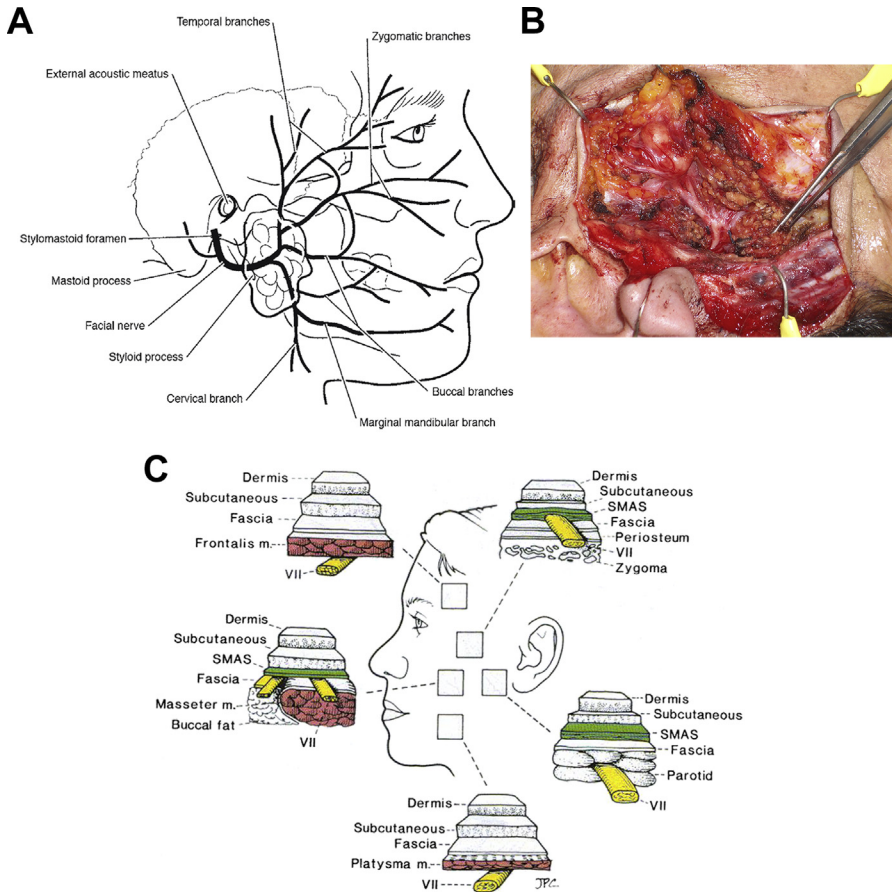 A
Temporal branches
Zygomatic branches
External acoustic meatus
Stylomastoid foramen
Mastoid process
Facial nerve
Styloid process
Cervical branch
Buccal branches
Marginal mandibular branch
B
C
Dermis
Subcutaneous
Fascia
Frontalis m.
VII
Dermis
Subcutaneous
SMAS
Fascia
Periosteum
VII
Zygoma
Dermis
Subcutaneous
SMAS
Fascia
Masseter m.
Buccal fat
VII
Dermis
Subcutaneous
SMAS
Fascia
Parotid
VII
Dermis
Subcutaneous
Fascia
Platysma m.
VII
JPC